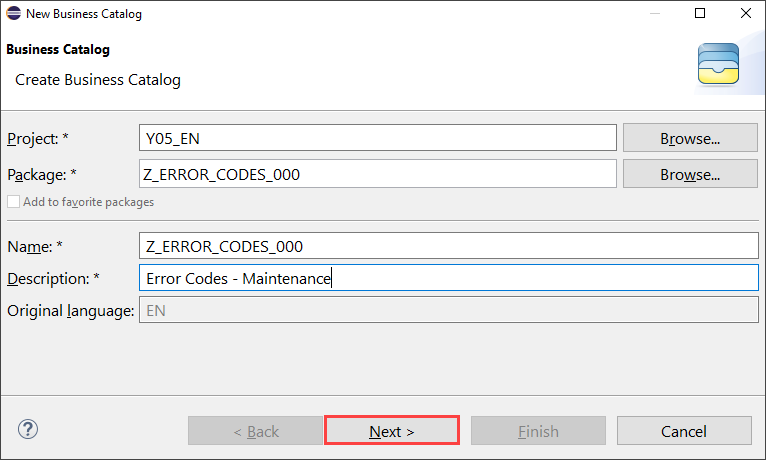 New Business Catalog
Business Catalog
Create Business Catalog
Project: * Y05_EN Browse...
Package: * Z_ERROR_CODES_000 Browse...
Add to favorite packages
Name: * Z_ERROR_CODES_000
Description: * Error Codes - Maintenance
Original language: EN
? < Back Next > Finish Cancel